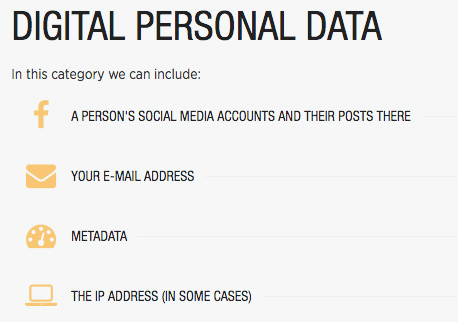 DIGITAL PERSONAL DATA
In this category we can include:
A PERSON'S SOCIAL MEDIA ACCOUNTS AND THEIR POSTS THERE
YOUR E-MAIL ADDRESS
METADATA
THE IP ADDRESS (IN SOME CASES)